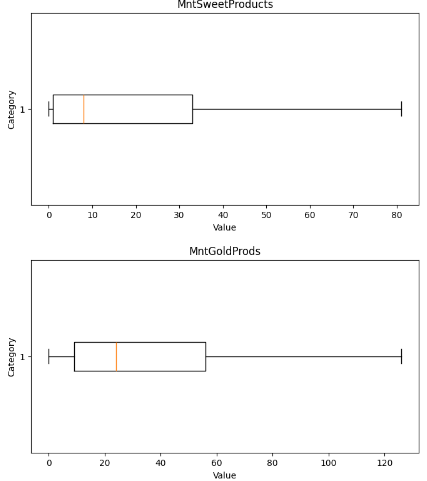 MntSweetProducts
Category
1
0 10 20 30 40 50 60 70 80
Value
MntGoldProds
Category
1
0 20 40 60 80 100 120
Value